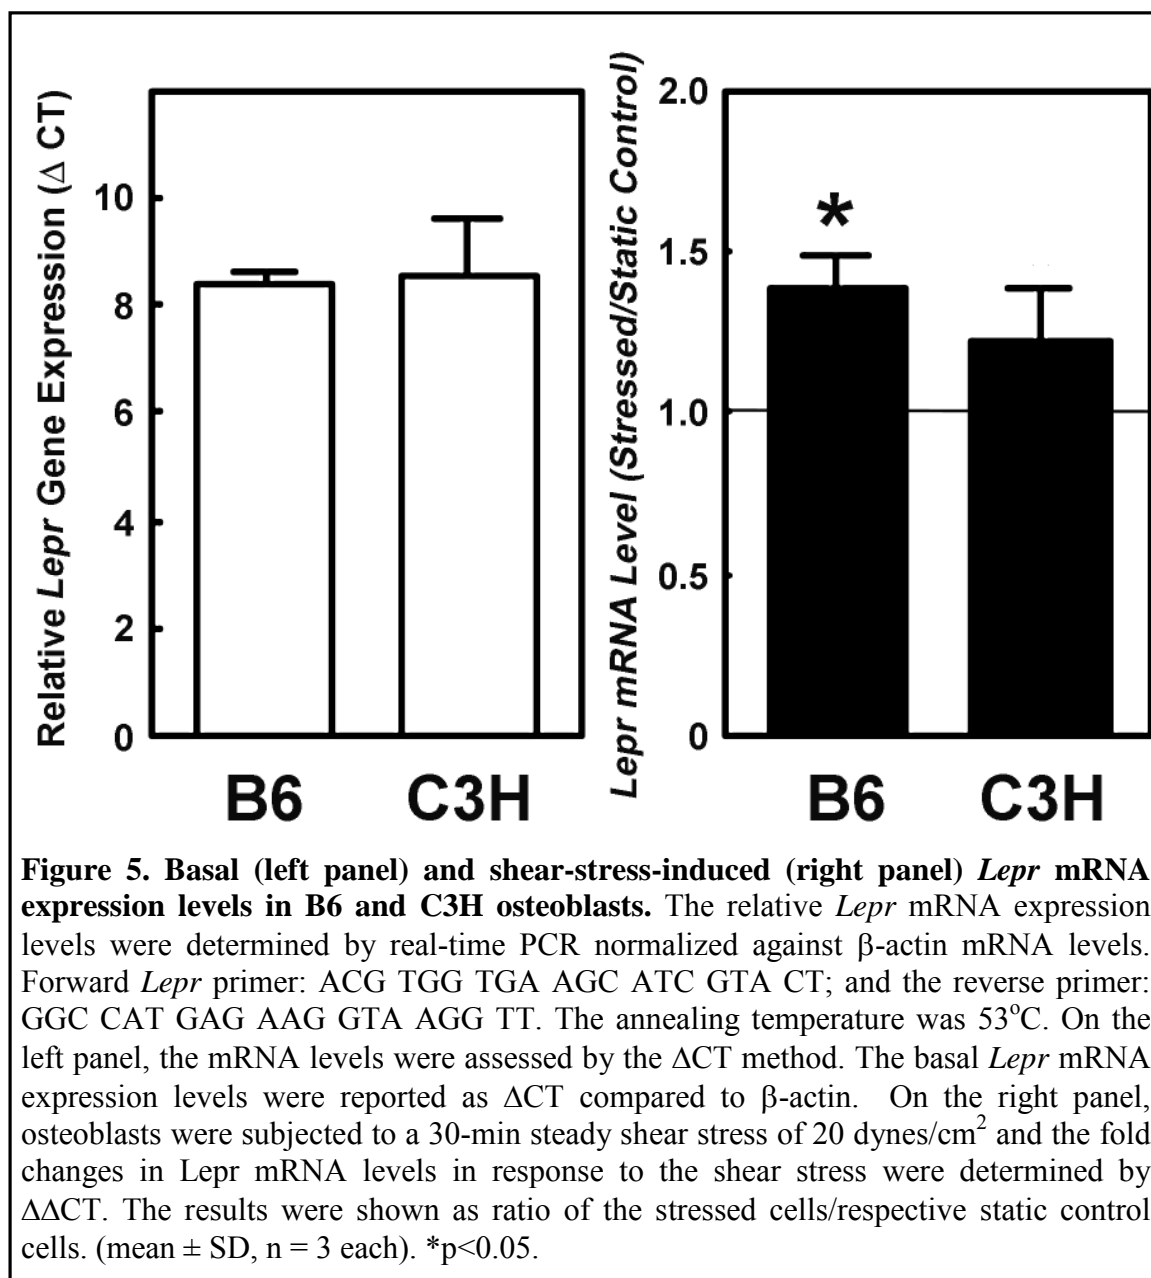 Relative Lepr Gene Expression (Δ CT)
10
8
6
4
2
0
B6
C3H
Lepr mRNA Level (Stressed/Static Control)
2.0
1.5
1.0
0.5
0
*
B6
C3H
Figure 5. Basal (left panel) and shear-stress-induced (right panel) Lepr mRNA
expression levels in B6 and C3H osteoblasts. The relative Lepr mRNA expression
levels were determined by real-time PCR normalized against β-actin mRNA levels.
Forward Lepr primer: ACG TGG TGA AGC ATC GTA CT; and the reverse primer:
GGC CAT GAG AAG GTA AGG TT. The annealing temperature was 53°C. On the
left panel, the mRNA levels were assessed by the ΔCT method. The basal Lepr mRNA
expression levels were reported as ΔCT compared to β-actin. On the right panel,
osteoblasts were subjected to a 30-min steady shear stress of 20 dynes/cm² and the fold
changes in Lepr mRNA levels in response to the shear stress were determined by
ΔΔCT. The results were shown as ratio of the stressed cells/respective static control
cells. (mean ± SD, n = 3 each). *p<0.05.